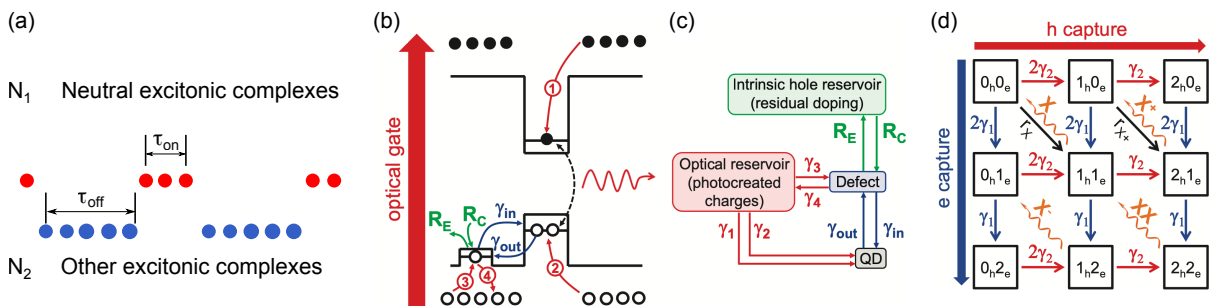 (a)
N₁ Neutral excitonic complexes
τon
τoff
N₂ Other excitonic complexes
(b)
optical gate
1
RE
RC
γin
γout
3
4
2
(c)
Intrinsic hole reservoir
(residual doping)
RE
RC
Optical reservoir
(photocreated
charges)
γ₃
γ₄
Defect
γ₁
γ₂
γout
γin
QD
(d)
h capture
e capture
0ₕ0ₑ
2γ₂
1ₕ0ₑ
γ₂
2ₕ0ₑ
2γ₁
ΓX
X
2γ₁
ΓX₊
X₊
2γ₁
0ₕ1ₑ
2γ₂
1ₕ1ₑ
γ₂
2ₕ1ₑ
γ₁
X₋
γ₁
XX
γ₁
0ₕ2ₑ
2γ₂
1ₕ2ₑ
γ₂
2ₕ2ₑ